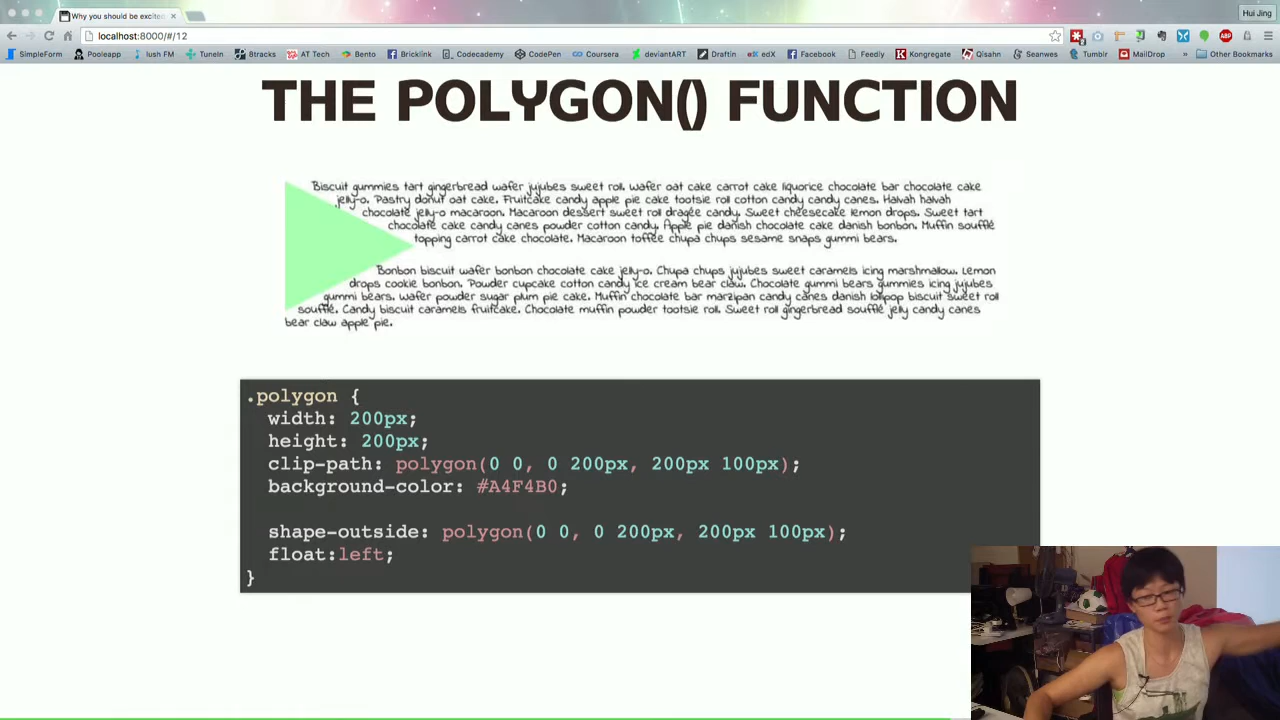 Why you should be excited
Hui Jing
localhost:8000/#/12
SimpleForm
Pooleapp
lush FM
TuneIn
8tracks
AT Tech
Bento
Bricklink
Codecademy
CodePen
Coursera
deviantART
Draftin
edX
Facebook
Feedly
Kongregate
Qisahn
Seanwes
Tumblr
MailDrop
»
Other Bookmarks
THE POLYGON() FUNCTION
Biscuit gummies tart gingerbread wafer jujubes sweet roll. Wafer oat cake carrot cake liquorice chocolate bar chocolate cake
jelly-o. Pastry donut oat cake. Fruitcake candy apple pie cake tootsie roll cotton candy candy canes. Halvah halvah
chocolate jelly-o macaroon. Macaroon dessert sweet roll dragée candy. Sweet cheesecake lemon drops. Sweet tart
chocolate cake candy canes powder cotton candy. Apple pie danish chocolate cake danish bonbon. Muffin soufflé
topping carrot cake chocolate. Macaroon toffee chupa chups sesame snaps gummi bears.
Bonbon biscuit wafer bonbon chocolate cake jelly-o. Chupa chups jujubes sweet caramels icing marshmallow. Lemon
drops cookie bonbon. Powder cupcake cotton candy ice cream bear claw. Chocolate gummi bears gummies icing jujubes
gummi bears. Wafer powder sugar plum pie cake. Muffin chocolate bar marzipan candy canes danish lollipop biscuit sweet roll
soufflé. Candy biscuit caramels fruitcake. Chocolate muffin powder tootsie roll. Sweet roll gingerbread soufflé jelly candy canes
bear claw apple pie.
.polygon {
width: 200px;
height: 200px;
clip-path: polygon(0 0, 0 200px, 200px 100px);
background-color: #A4F4B0;
shape-outside: polygon(0 0, 0 200px, 200px 100px);
float:left;
}